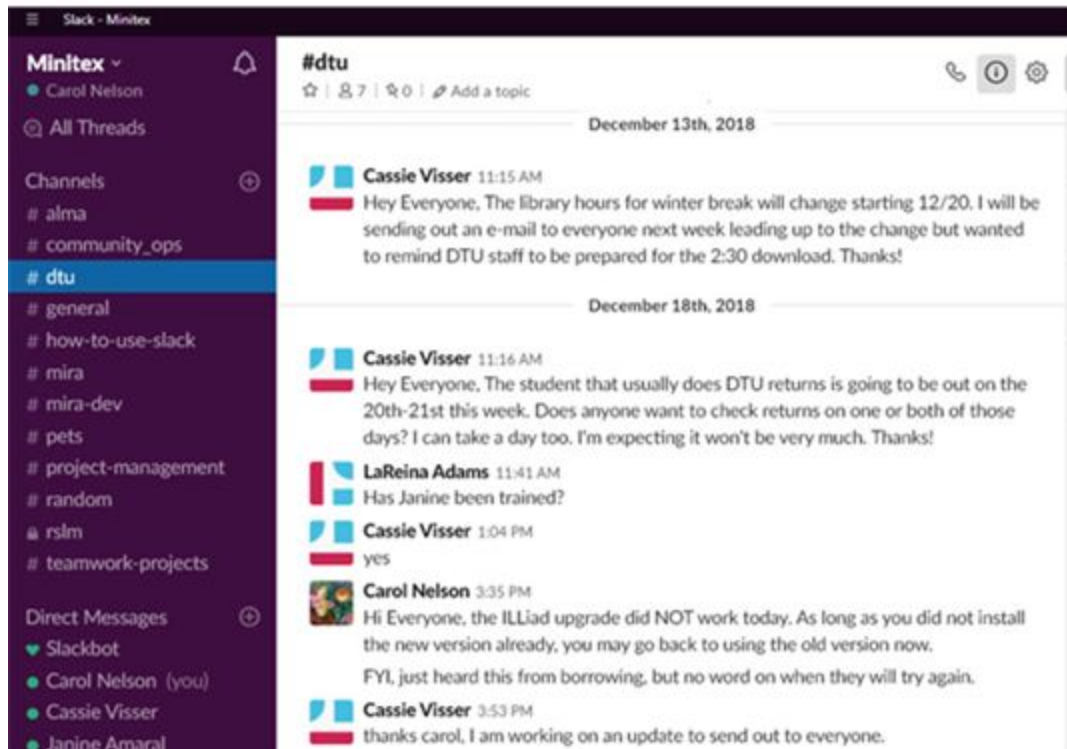 Slack - Minitex
Minitex
Carol Nelson
All Threads
Channels
# alma
# community_ops
# dtu
# general
# how-to-use-slack
# mira
# mira-dev
# pets
# project-management
# random
rslm
# teamwork-projects
Direct Messages
Slackbot
Carol Nelson (you)
Cassie Visser
Janine Amaral
#dtu
7 | 0 | Add a topic
December 13th, 2018
Cassie Visser 11:15 AM
Hey Everyone, The library hours for winter break will change starting 12/20. I will be
sending out an e-mail to everyone next week leading up to the change but wanted
to remind DTU staff to be prepared for the 2:30 download. Thanks!
December 18th, 2018
Cassie Visser 11:16 AM
Hey Everyone, The student that usually does DTU returns is going to be out on the
20th-21st this week. Does anyone want to check returns on one or both of those
days? I can take a day too. I'm expecting it won't be very much. Thanks!
LaReina Adams 11:41 AM
Has Janine been trained?
Cassie Visser 1:04 PM
yes
Carol Nelson 3:35 PM
Hi Everyone, the ILLiad upgrade did NOT work today. As long as you did not install
the new version already, you may go back to using the old version now.
FYI, just heard this from borrowing, but no word on when they will try again.
Cassie Visser 3:53 PM
thanks carol, I am working on an update to send out to everyone.